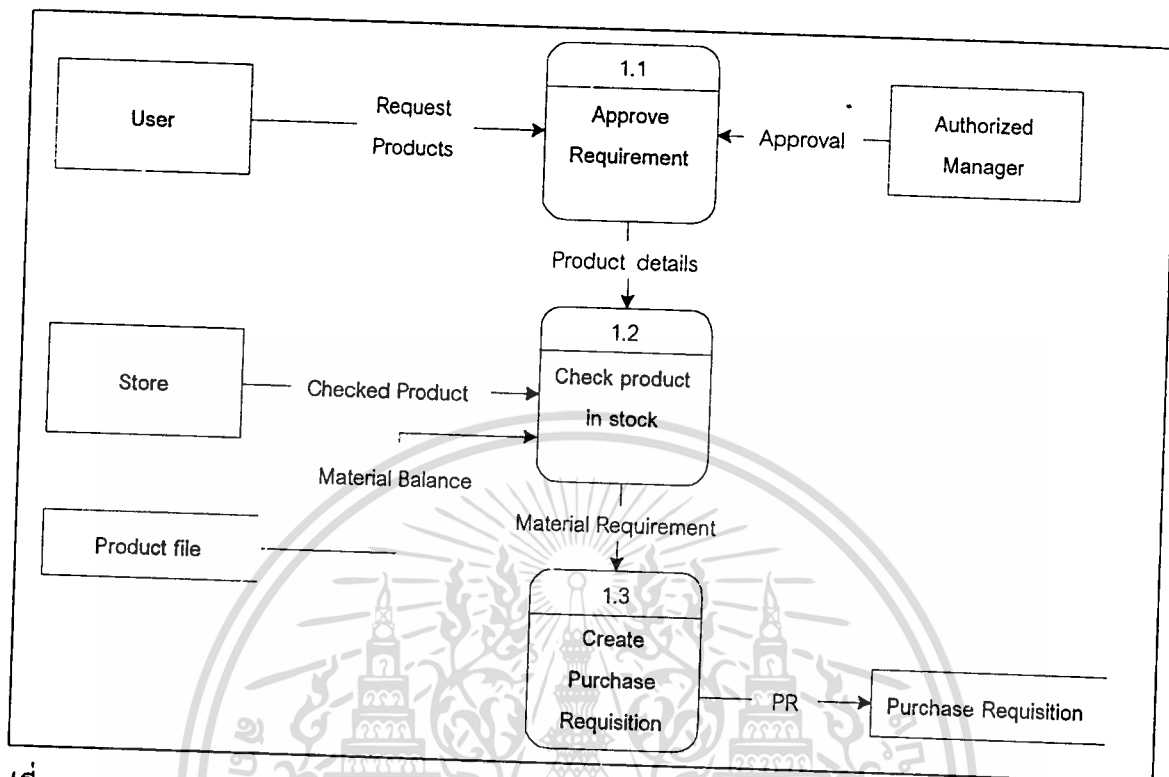 1.1
User
Request
Products
Approve
Requirement
Approval
Authorized
Manager
Product details
1.2
Store
Checked Product
Check product
in stock
Material Balance
Material Requirement
Product file
1.3
Create
Purchase
Requisition
PR
Purchase Requisition